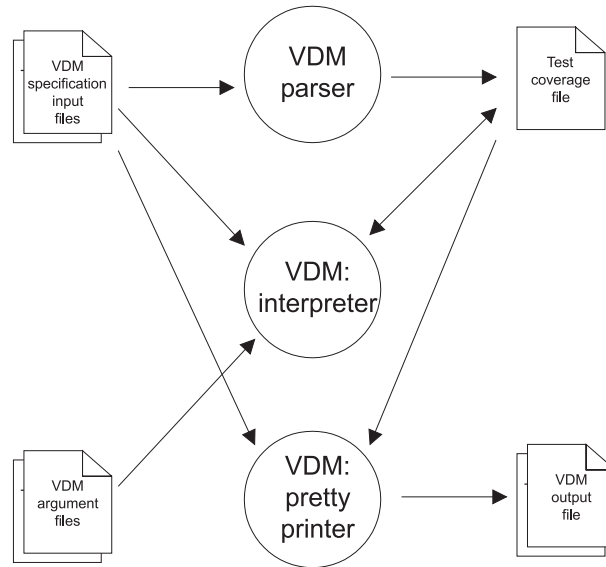 VDM
specification
input
files
VDM
parser
Test
coverage
file
VDM:
interpreter
VDM
argument
files
VDM:
pretty
printer
VDM
output
file